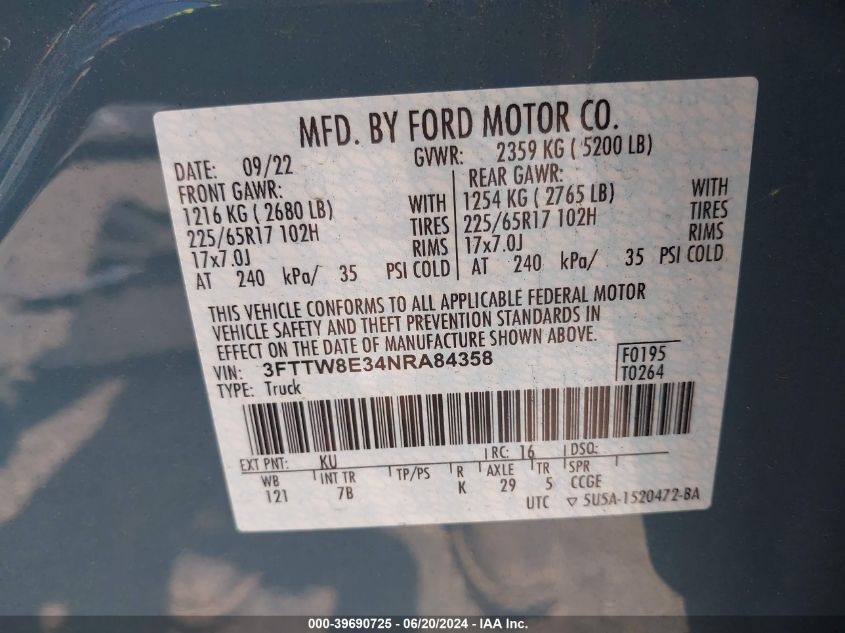 MFD. BY FORD MOTOR CO.
DATE: 09/22 GVWR: 2359 KG ( 5200 LB)
FRONT GAWR: REAR GAWR:
1216 KG ( 2680 LB) WITH 1254 KG ( 2765 LB) WITH
225/65R17 102H TIRES 225/65R17 102H TIRES
17x7.0J RIMS 17x7.0J RIMS
AT 240 kPa/ 35 PSI COLD AT 240 kPa/ 35 PSI COLD
THIS VEHICLE CONFORMS TO ALL APPLICABLE FEDERAL MOTOR
VEHICLE SAFETY AND THEFT PREVENTION STANDARDS IN
EFFECT ON THE DATE OF MANUFACTURE SHOWN ABOVE.
VIN: 3FTTW8E34NRA84358 F0195
TYPE: Truck T0264
EXT PNT: KU RC: 16 DSO:
WB INT TR TP/PS R AXLE TR SPR
121 7B K 29 5 CCGE
UTC ▽ 5U5A-1520472-BA
000-39690725 - 06/20/2024 - IAA Inc.